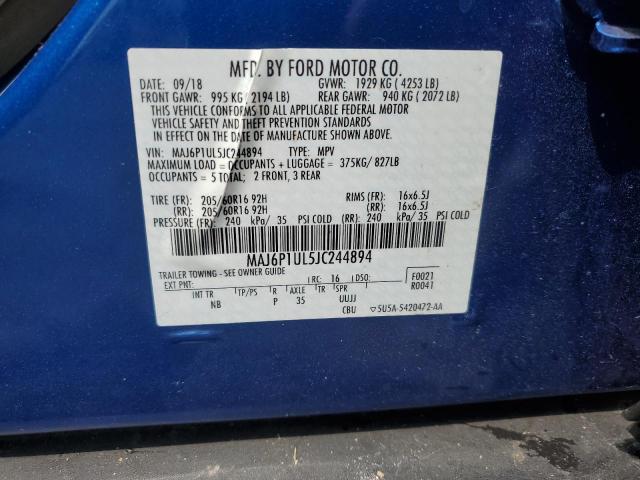 MFD. BY FORD MOTOR CO.
DATE: 09/18 GVWR: 1929 KG ( 4253 LB)
FRONT GAWR: 995 KG ( 2194 LB) REAR GAWR: 940 KG ( 2072 LB)
THIS VEHICLE CONFORMS TO ALL APPLICABLE FEDERAL MOTOR
VEHICLE SAFETY AND THEFT PREVENTION STANDARDS
IN EFFECT ON THE DATE OF MANUFACTURE SHOWN ABOVE.
VIN: MAJ6P1UL5JC244894 TYPE: MPV
MAXIMUM LOAD = OCCUPANTS + LUGGAGE = 375KG/ 827LB
OCCUPANTS = 5 TOTAL; 2 FRONT, 3 REAR
TIRE (FR): 205/60R16 92H RIMS (FR): 16x6.5J
(RR): 205/60R16 92H (RR): 16x6.5J
PRESSURE (FR): 240 kPa/ 35 PSI COLD (RR): 240 kPa/ 35 PSI COLD
MAJ6P1UL5JC244894
TRAILER TOWING - SEE OWNER GUIDE
EXT PNT: RC: 16 DSO: F0021
R0041
INT TR TP/PS R AXLE TR SPR
NB P 35 UUJJ
CBU 5U5A-S420472-AA